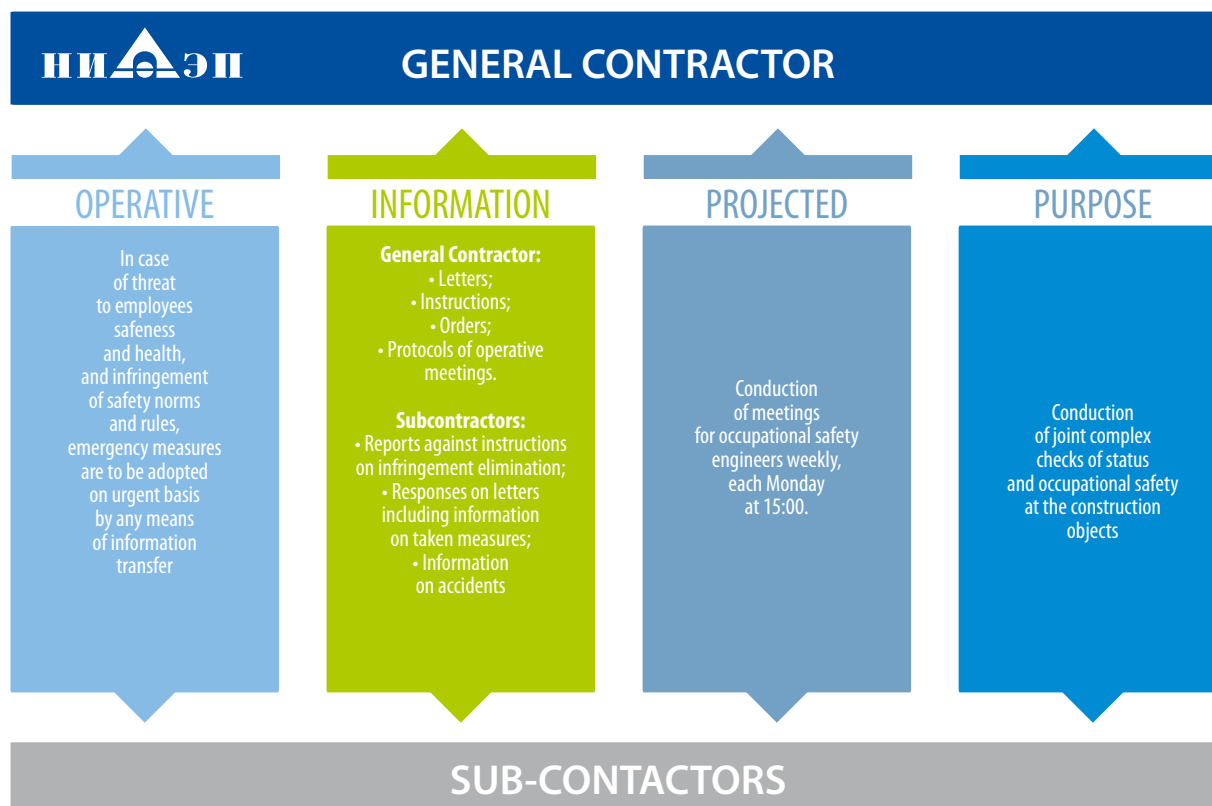 НИАЭП
GENERAL CONTRACTOR
OPERATIVE
In case
of threat
to employees
safeness
and health,
and infringement
of safety norms
and rules,
emergency measures
are to be adopted
on urgent basis
by any means
of information
transfer
INFORMATION
General Contractor:
• Letters;
• Instructions;
• Orders;
• Protocols of operative
meetings.
Subcontractors:
• Reports against instructions
on infringement elimination;
• Responses on letters
including information
on taken measures;
• Information
on accidents
PROJECTED
Conduction
of meetings
for occupational safety
engineers weekly,
each Monday
at 15:00.
PURPOSE
Conduction
of joint complex
checks of status
and occupational safety
at the construction
objects
SUB-CONTACTORS